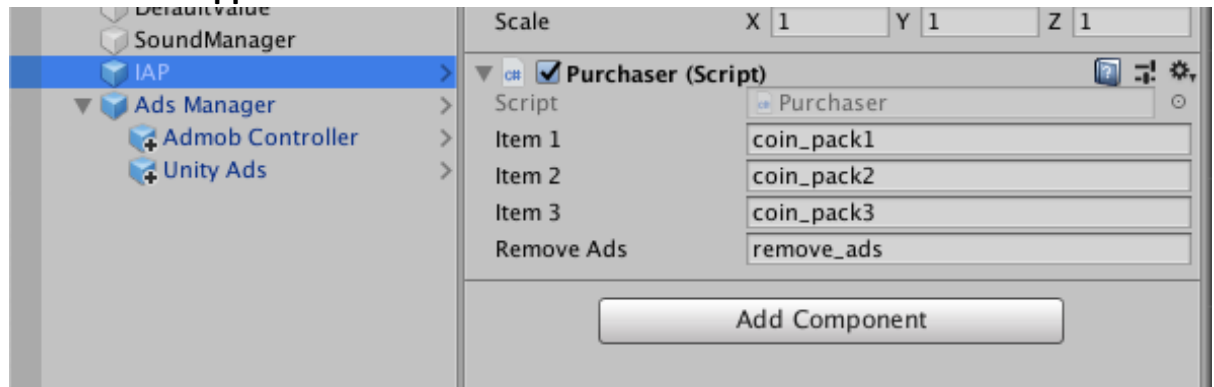 DefaultValue
SoundManager
IAP
Ads Manager
Admob Controller
Unity Ads
Scale X 1 Y 1 Z 1
Purchaser (Script)
Script Purchaser
Item 1 coin_pack1
Item 2 coin_pack2
Item 3 coin_pack3
Remove Ads remove_ads
Add Component